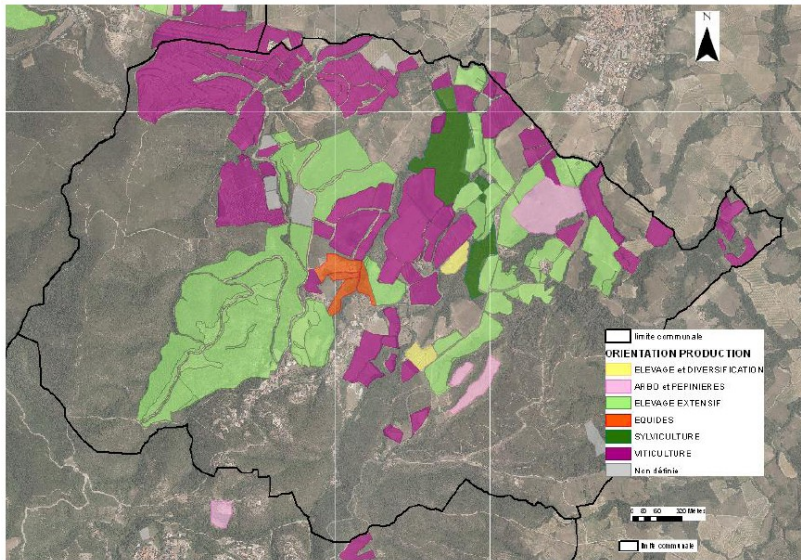 N
limite communale
ORIENTATION PRODUCTION
ELEVAGE et DIVERSIFICATION
ARBO et PEPINIERES
ELEVAGE EXTENSIF
EQUIDES
SYLVICULTURE
VITICULTURE
Non définie
320 Mètres
limite communale